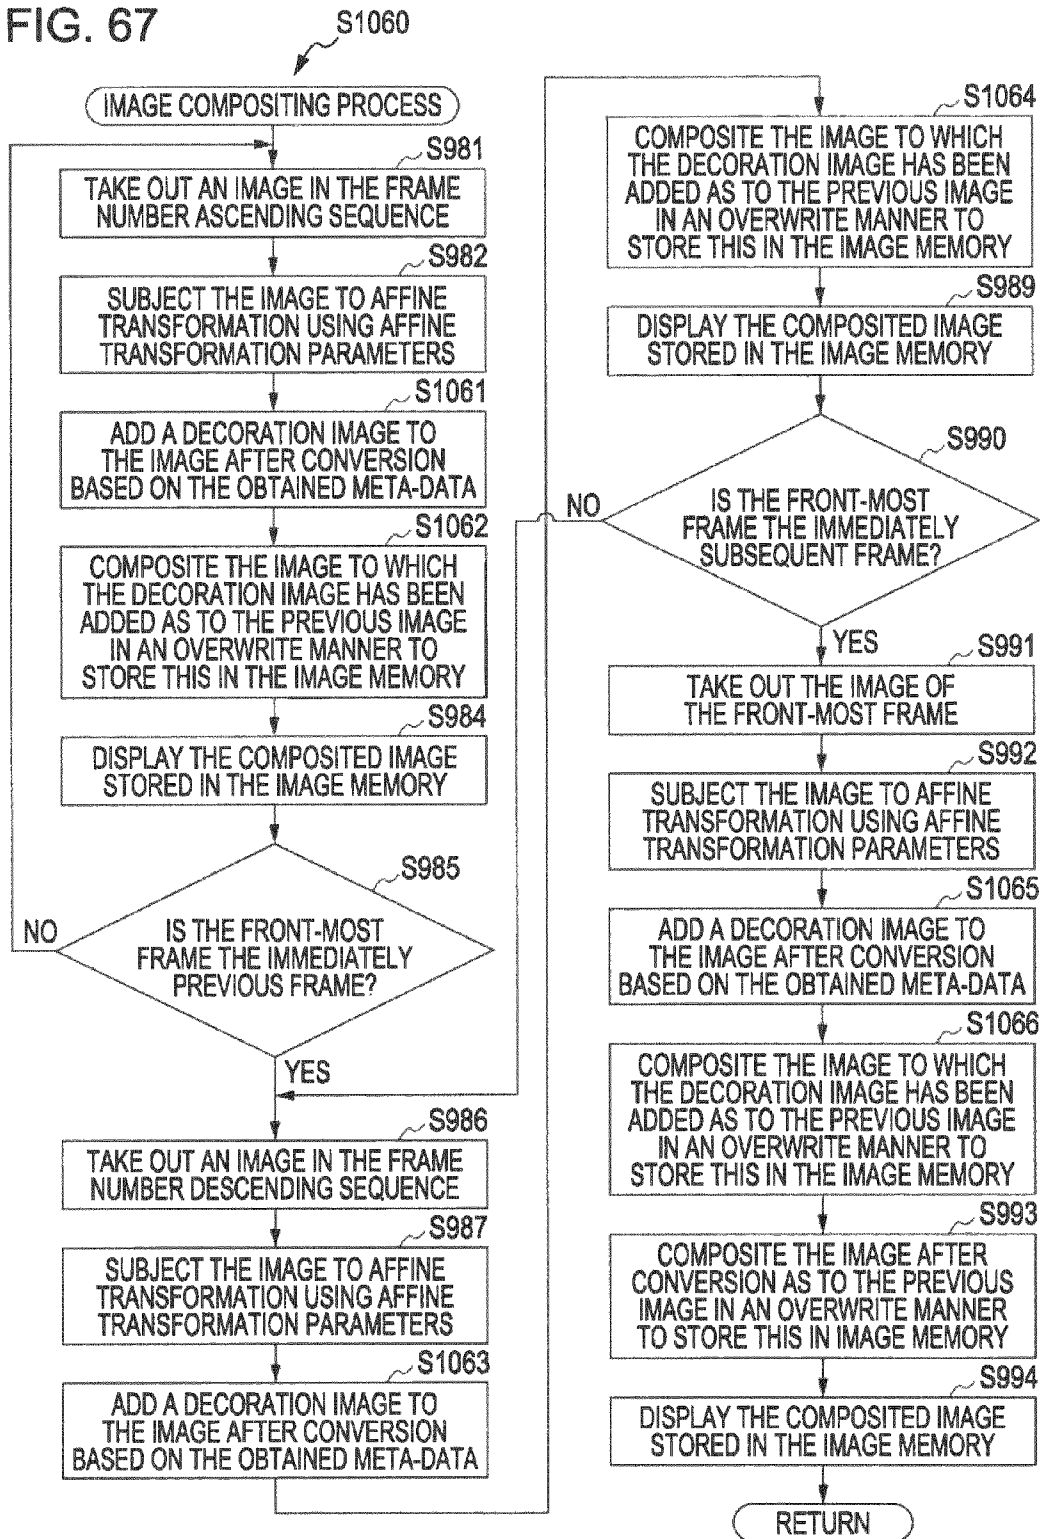 FIG. 67
S1060
IMAGE COMPOSITING PROCESS
S981
TAKE OUT AN IMAGE IN THE FRAME
NUMBER ASCENDING SEQUENCE
S982
SUBJECT THE IMAGE TO AFFINE
TRANSFORMATION USING AFFINE
TRANSFORMATION PARAMETERS
S1061
ADD A DECORATION IMAGE TO
THE IMAGE AFTER CONVERSION
BASED ON THE OBTAINED META-DATA
S1062
COMPOSITE THE IMAGE TO WHICH
THE DECORATION IMAGE HAS BEEN
ADDED AS TO THE PREVIOUS IMAGE
IN AN OVERWRITE MANNER TO
STORE THIS IN THE IMAGE MEMORY
S984
DISPLAY THE COMPOSITED IMAGE
STORED IN THE IMAGE MEMORY
S985
NO
IS THE FRONT-MOST
FRAME THE IMMEDIATELY
PREVIOUS FRAME?
YES
S986
TAKE OUT AN IMAGE IN THE FRAME
NUMBER DESCENDING SEQUENCE
S987
SUBJECT THE IMAGE TO AFFINE
TRANSFORMATION USING AFFINE
TRANSFORMATION PARAMETERS
S1063
ADD A DECORATION IMAGE TO
THE IMAGE AFTER CONVERSION
BASED ON THE OBTAINED META-DATA
S1064
COMPOSITE THE IMAGE TO WHICH
THE DECORATION IMAGE HAS BEEN
ADDED AS TO THE PREVIOUS IMAGE
IN AN OVERWRITE MANNER TO
STORE THIS IN THE IMAGE MEMORY
S989
DISPLAY THE COMPOSITED IMAGE
STORED IN THE IMAGE MEMORY
S990
NO
IS THE FRONT-MOST
FRAME THE IMMEDIATELY
SUBSEQUENT FRAME?
YES
S991
TAKE OUT THE IMAGE OF
THE FRONT-MOST FRAME
S992
SUBJECT THE IMAGE TO AFFINE
TRANSFORMATION USING AFFINE
TRANSFORMATION PARAMETERS
S1065
ADD A DECORATION IMAGE TO
THE IMAGE AFTER CONVERSION
BASED ON THE OBTAINED META-DATA
S1066
COMPOSITE THE IMAGE TO WHICH
THE DECORATION IMAGE HAS BEEN
ADDED AS TO THE PREVIOUS IMAGE
IN AN OVERWRITE MANNER TO
STORE THIS IN THE IMAGE MEMORY
S993
COMPOSITE THE IMAGE AFTER
CONVERSION AS TO THE PREVIOUS
IMAGE IN AN OVERWRITE MANNER
TO STORE THIS IN IMAGE MEMORY
S994
DISPLAY THE COMPOSITED IMAGE
STORED IN THE IMAGE MEMORY
RETURN